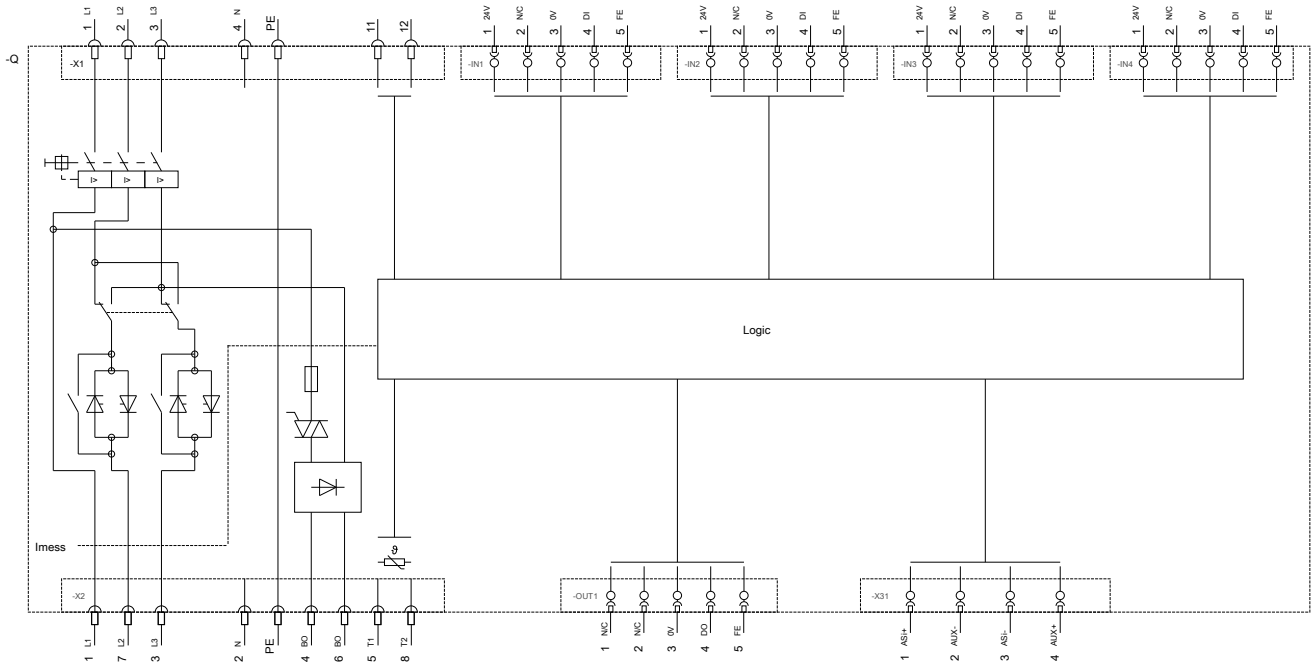 L1 L2 L3 N 24V N/C 0V DI FE 24V N/C 0V DI FE 24V N/C 0V DI FE 24V N/C 0V DI FE
1 2 3 4 PE 11 12 1 2 3 4 5 1 2 3 4 5 1 2 3 4 5 1 2 3 4 5
-Q
-X1 -IN1 -IN2 -IN3 -IN4
I> I> I>
Logic
Imess
ϑ
-X2 -OUT1 -X31
L1 L2 L3 N PE BO BO T1 T2 N/C N/C 0V DO FE ASi+ AUX- ASi- AUX+
1 7 3 2 4 6 5 8 1 2 3 4 5 1 2 3 4